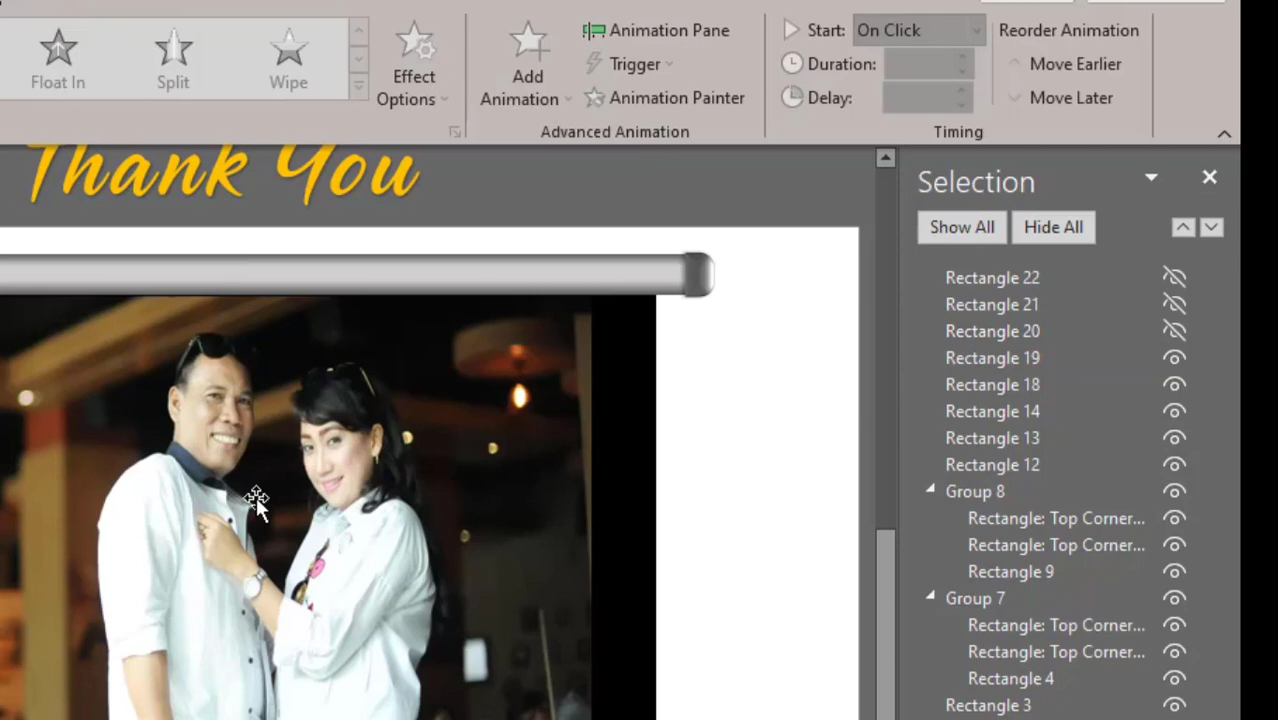 Float In
Split
Wipe
Effect
Options
Add
Animation
Animation Pane
Trigger
Animation Painter
Advanced Animation
Start:
On Click
Duration:
Delay:
Timing
Reorder Animation
Move Earlier
Move Later
Thank You
Selection
Show All
Hide All
Rectangle 22
Rectangle 21
Rectangle 20
Rectangle 19
Rectangle 18
Rectangle 14
Rectangle 13
Rectangle 12
Group 8
Rectangle: Top Corner...
Rectangle: Top Corner...
Rectangle 9
Group 7
Rectangle: Top Corner...
Rectangle: Top Corner...
Rectangle 4
Rectangle 3